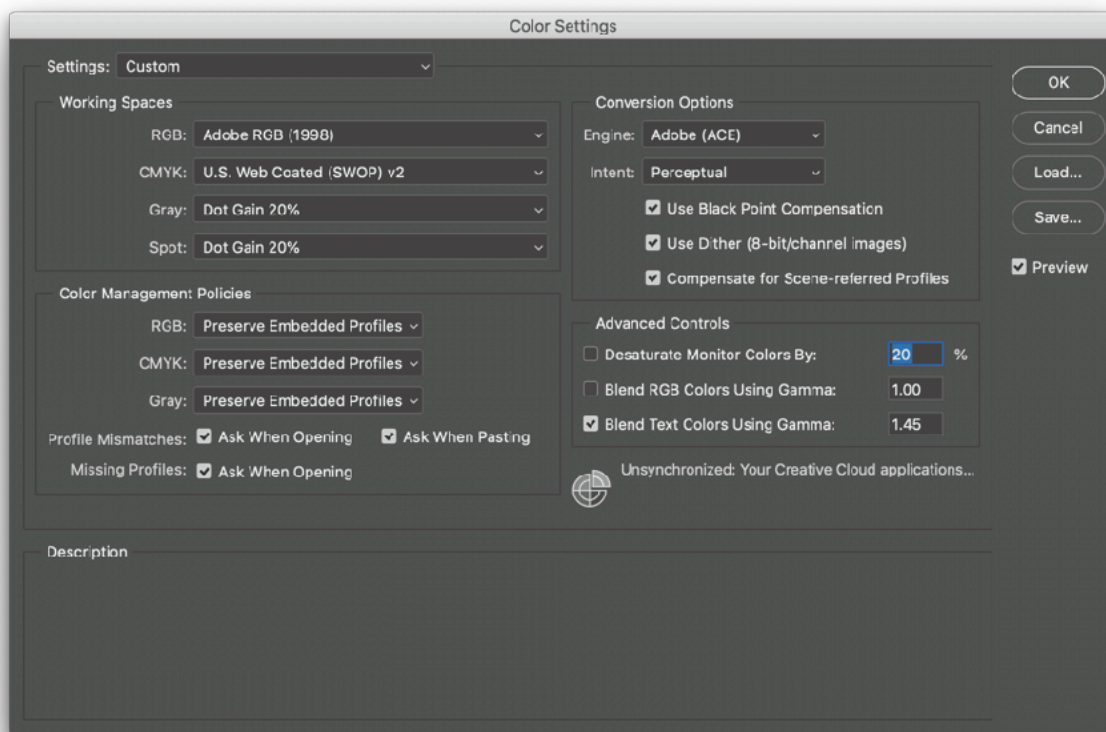 Color Settings
Settings: Custom
OK
Cancel
Load...
Save...
Preview
Working Spaces
RGB: Adobe RGB (1998)
CMYK: U.S. Web Coated (SWOP) v2
Gray: Dot Gain 20%
Spot: Dot Gain 20%
Color Management Policies
RGB: Preserve Embedded Profiles
CMYK: Preserve Embedded Profiles
Gray: Preserve Embedded Profiles
Profile Mismatches: Ask When Opening Ask When Pasting
Missing Profiles: Ask When Opening
Conversion Options
Engine: Adobe (ACE)
Intent: Perceptual
Use Black Point Compensation
Use Dither (8-bit/channel images)
Compensate for Scene-referred Profiles
Advanced Controls
Desaturate Monitor Colors By: 20 %
Blend RGB Colors Using Gamma: 1.00
Blend Text Colors Using Gamma: 1.45
Unsynchronized: Your Creative Cloud applications...
Description